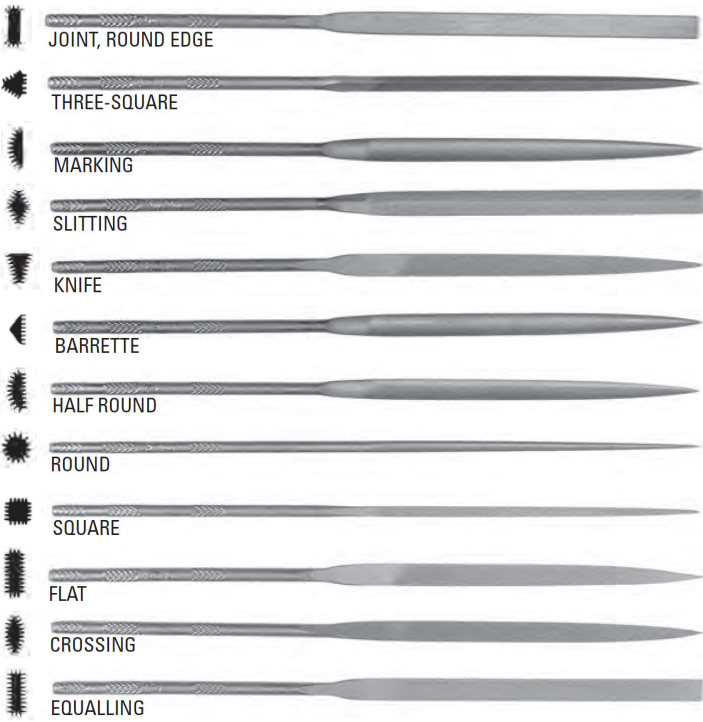 JOINT, ROUND EDGE
THREE-SQUARE
MARKING
SLITTING
KNIFE
BARRETTE
HALF ROUND
ROUND
SQUARE
FLAT
CROSSING
EQUALLING